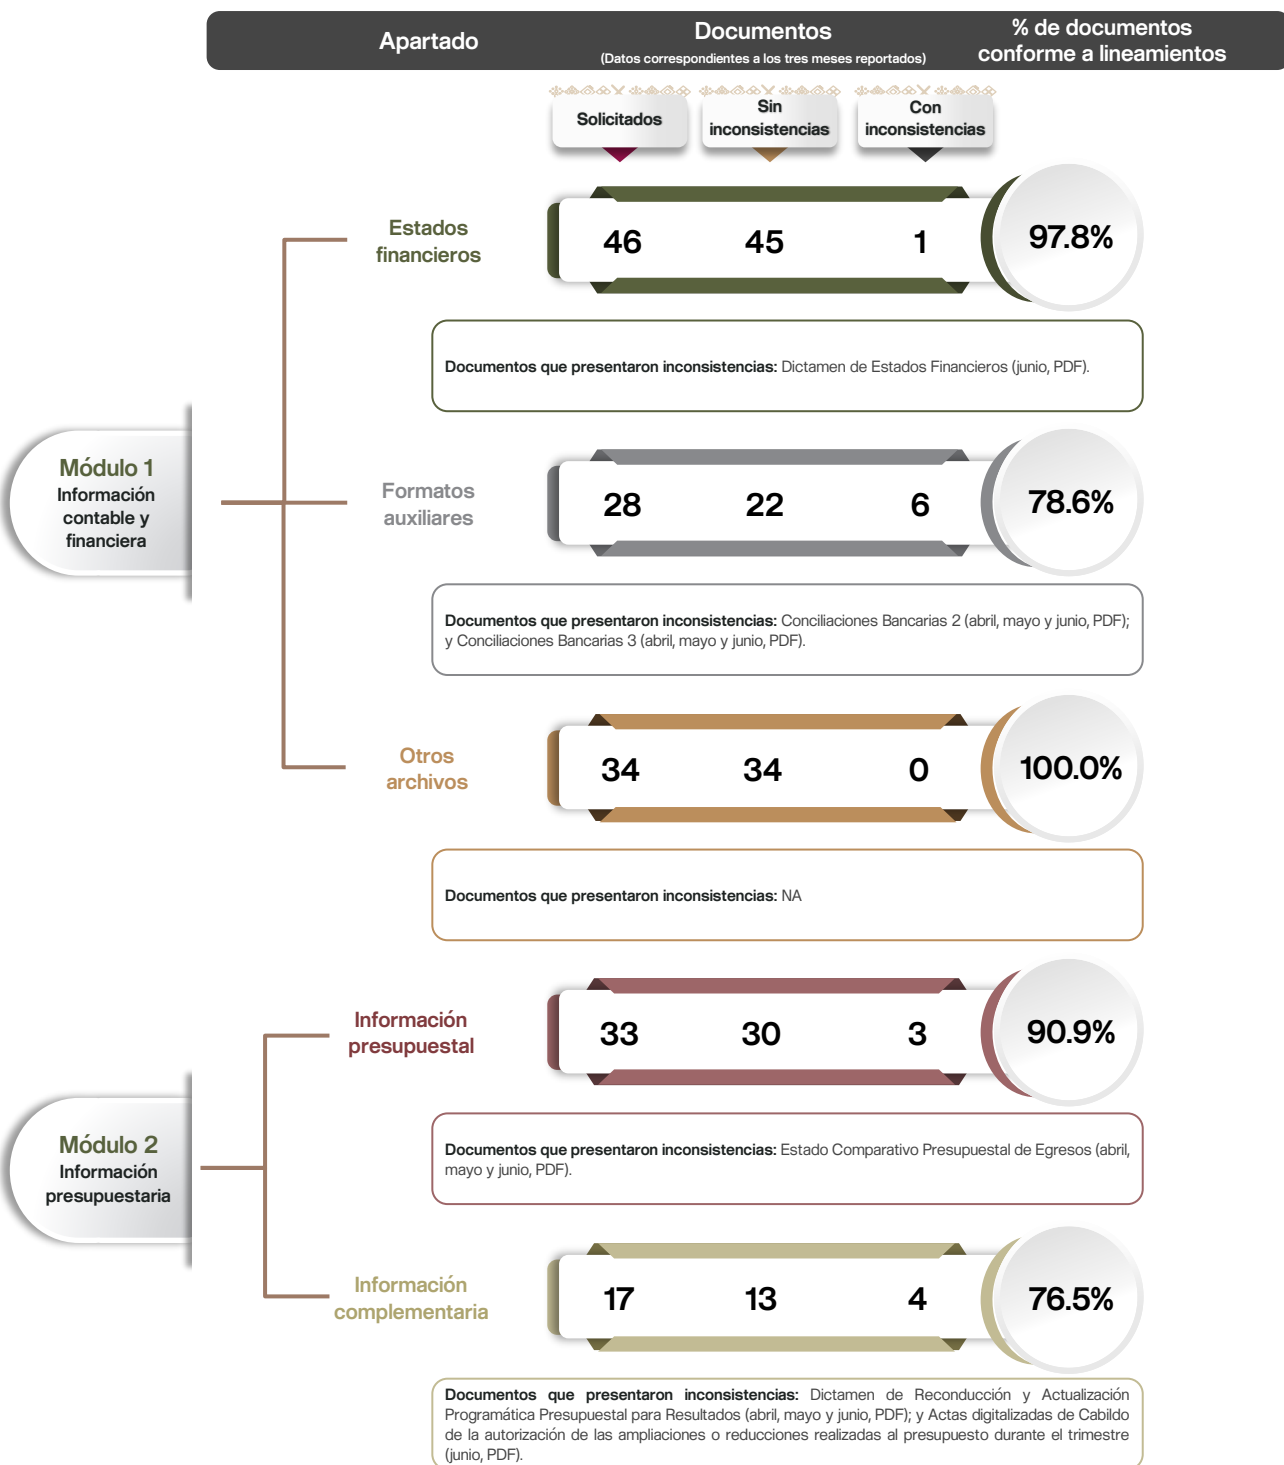 Apartado
Documentos
(Datos correspondientes a los tres meses reportados)
% de documentos
conforme a lineamientos
Solicitados
Sin
inconsistencias
Con
inconsistencias
Módulo 1
Información
contable y
financiera
Estados
financieros
46 45 1 97.8%
Documentos que presentaron inconsistencias: Dictamen de Estados Financieros (junio, PDF).
Formatos
auxiliares
28 22 6 78.6%
Documentos que presentaron inconsistencias: Conciliaciones Bancarias 2 (abril, mayo y junio, PDF);
y Conciliaciones Bancarias 3 (abril, mayo y junio, PDF).
Otros
archivos
34 34 0 100.0%
Documentos que presentaron inconsistencias: NA
Módulo 2
Información
presupuestaria
Información
presupuestal
33 30 3 90.9%
Documentos que presentaron inconsistencias: Estado Comparativo Presupuestal de Egresos (abril,
mayo y junio, PDF).
Información
complementaria
17 13 4 76.5%
Documentos que presentaron inconsistencias: Dictamen de Reconducción y Actualización
Programática Presupuestal para Resultados (abril, mayo y junio, PDF); y Actas digitalizadas de Cabildo
de la autorización de las ampliaciones o reducciones realizadas al presupuesto durante el trimestre
(junio, PDF).